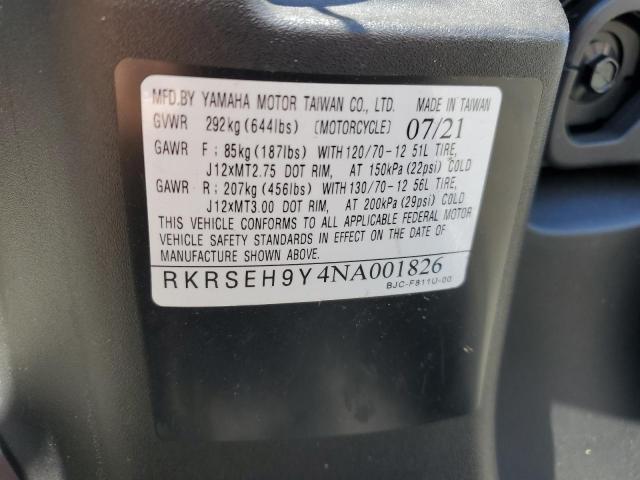 MFD.BY YAMAHA MOTOR TAIWAN CO., LTD. MADE IN TAIWAN
GVWR 292kg (644lbs) [MOTORCYCLE] 07/21
GAWR F ; 85kg (187lbs) WITH 120/70-12 51L TIRE,
J12xMT2.75 DOT RIM, AT 150kPa (22psi) COLD
GAWR R; 207kg (456lbs) WITH 130/70-12 56L TIRE,
J12xMT3.00 DOT RIM, AT 200kPa (29psi) COLD
THIS VEHICLE CONFORMS TO ALL APPLICABLE FEDERAL MOTOR
VEHICLE SAFETY STANDARDS IN EFFECT ON THE DATE OF
MANUFACTURE SHOWN ABOVE.
RKRSEH9Y4NA001826
BJC-F811U-00